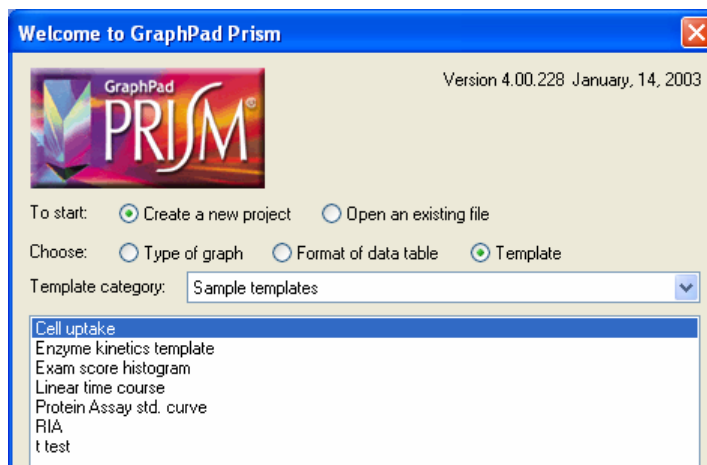 Welcome to GraphPad Prism
GraphPad
PRISM®
Version 4.00.228 January, 14, 2003
To start: Create a new project Open an existing file
Choose: Type of graph Format of data table Template
Template category: Sample templates
Cell uptake
Enzyme kinetics template
Exam score histogram
Linear time course
Protein Assay std. curve
RIA
t test